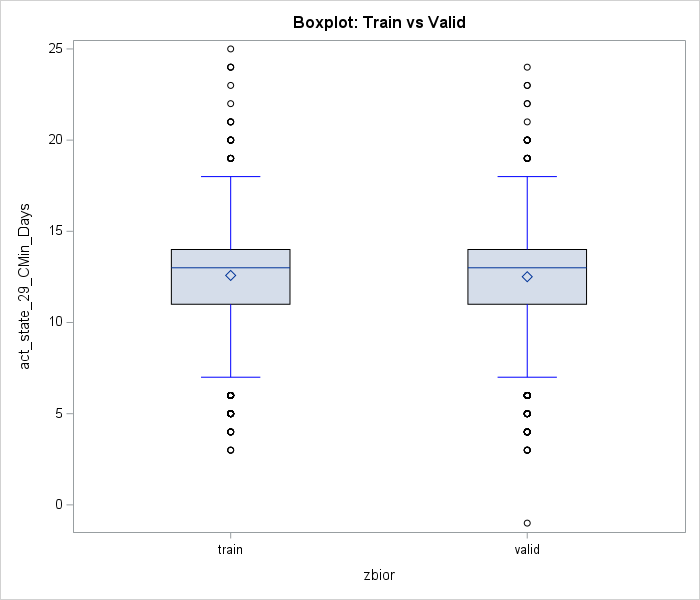 Boxplot: Train vs Valid
25
20
15
10
5
0
act_state_29_CMin_Days
train
valid
zbior